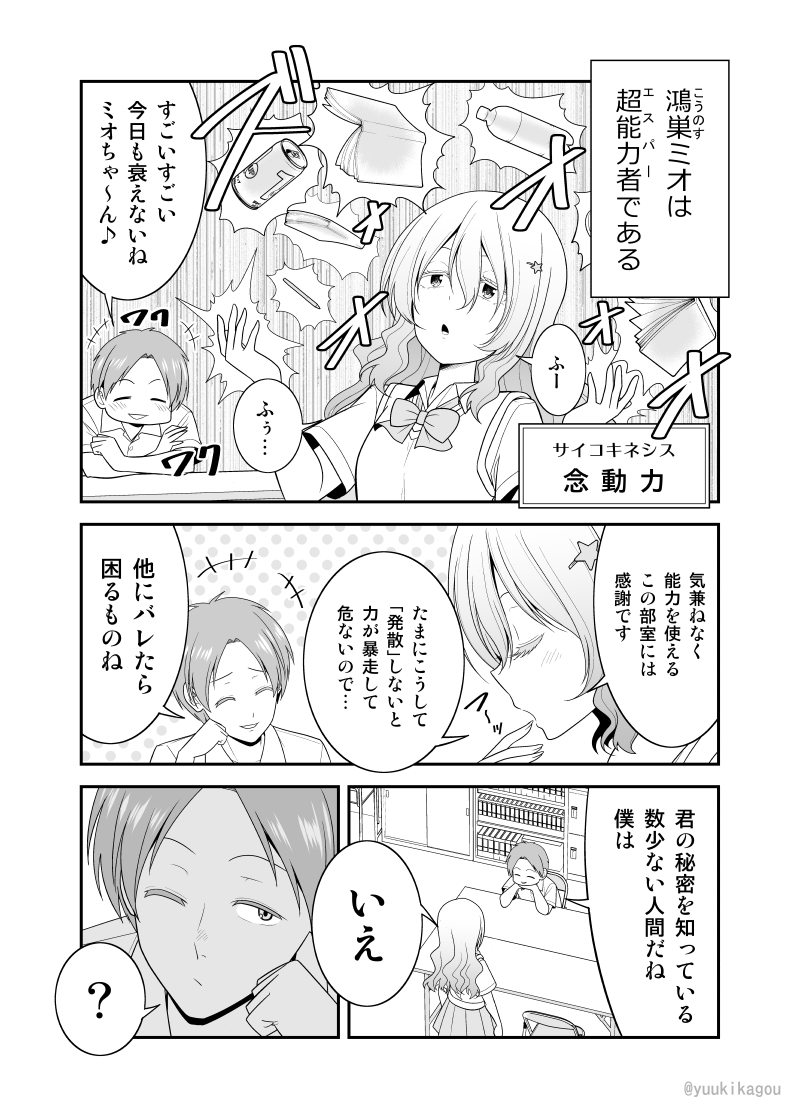 鴻巣ミオは
こうのす
超能力者である
エスパー
ふー
サイコキネシス
念動力
ふぅ…
すごいすごい
今日も衰えないね
ミオちゃ〜ん♪
ワク
ワク
気兼ねなく
能力を使える
この部室には
感謝です
たまにこうして
「発散」しないと
力が暴走して
危ないので…
フ〜ッ
他にバレたら
困るものね
君の秘密を知っている
数少ない人間だね
僕は
いえ
？
@yuukikagou